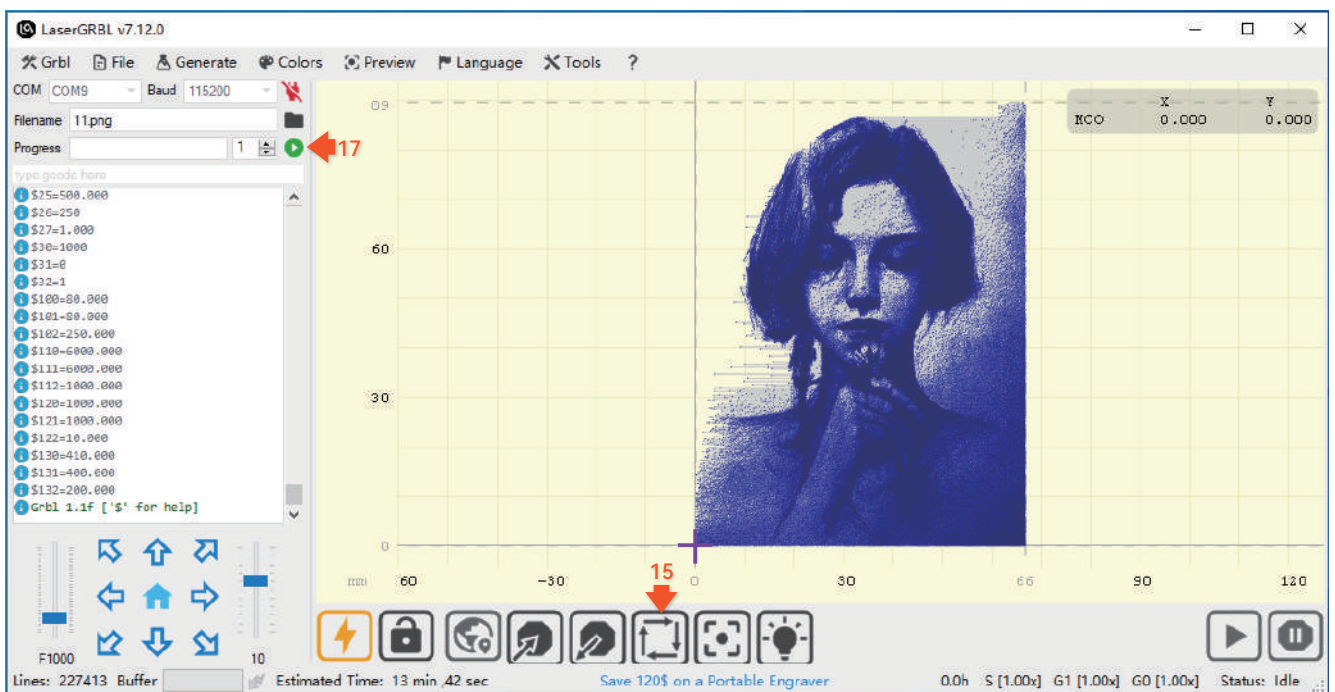 LaserGRBL v7.12.0
Grbl File Generate Colors Preview Language Tools ?
COM COM9 Baud 115200
Filename 11.png
Progress 1
17
type gcode here
$25=500.000
$26=250
$27=1.000
$30=1000
$31=0
$32=1
$100=80.000
$101=80.000
$102=250.000
$110=6000.000
$111=6000.000
$112=1000.000
$120=1000.000
$121=1000.000
$122=10.000
$130=410.000
$131=400.000
$132=200.000
Grbl 1.1f ['$' for help]
F1000
10
X Y
MCO 0.000 0.000
89
60
30
0
mm 60 -30 0 30 66 90 120
15
Lines: 227413 Buffer Estimated Time: 13 min ,42 sec Save 120$ on a Portable Engraver 0.0h S [1.00x] G1 [1.00x] G0 [1.00x] Status: Idle